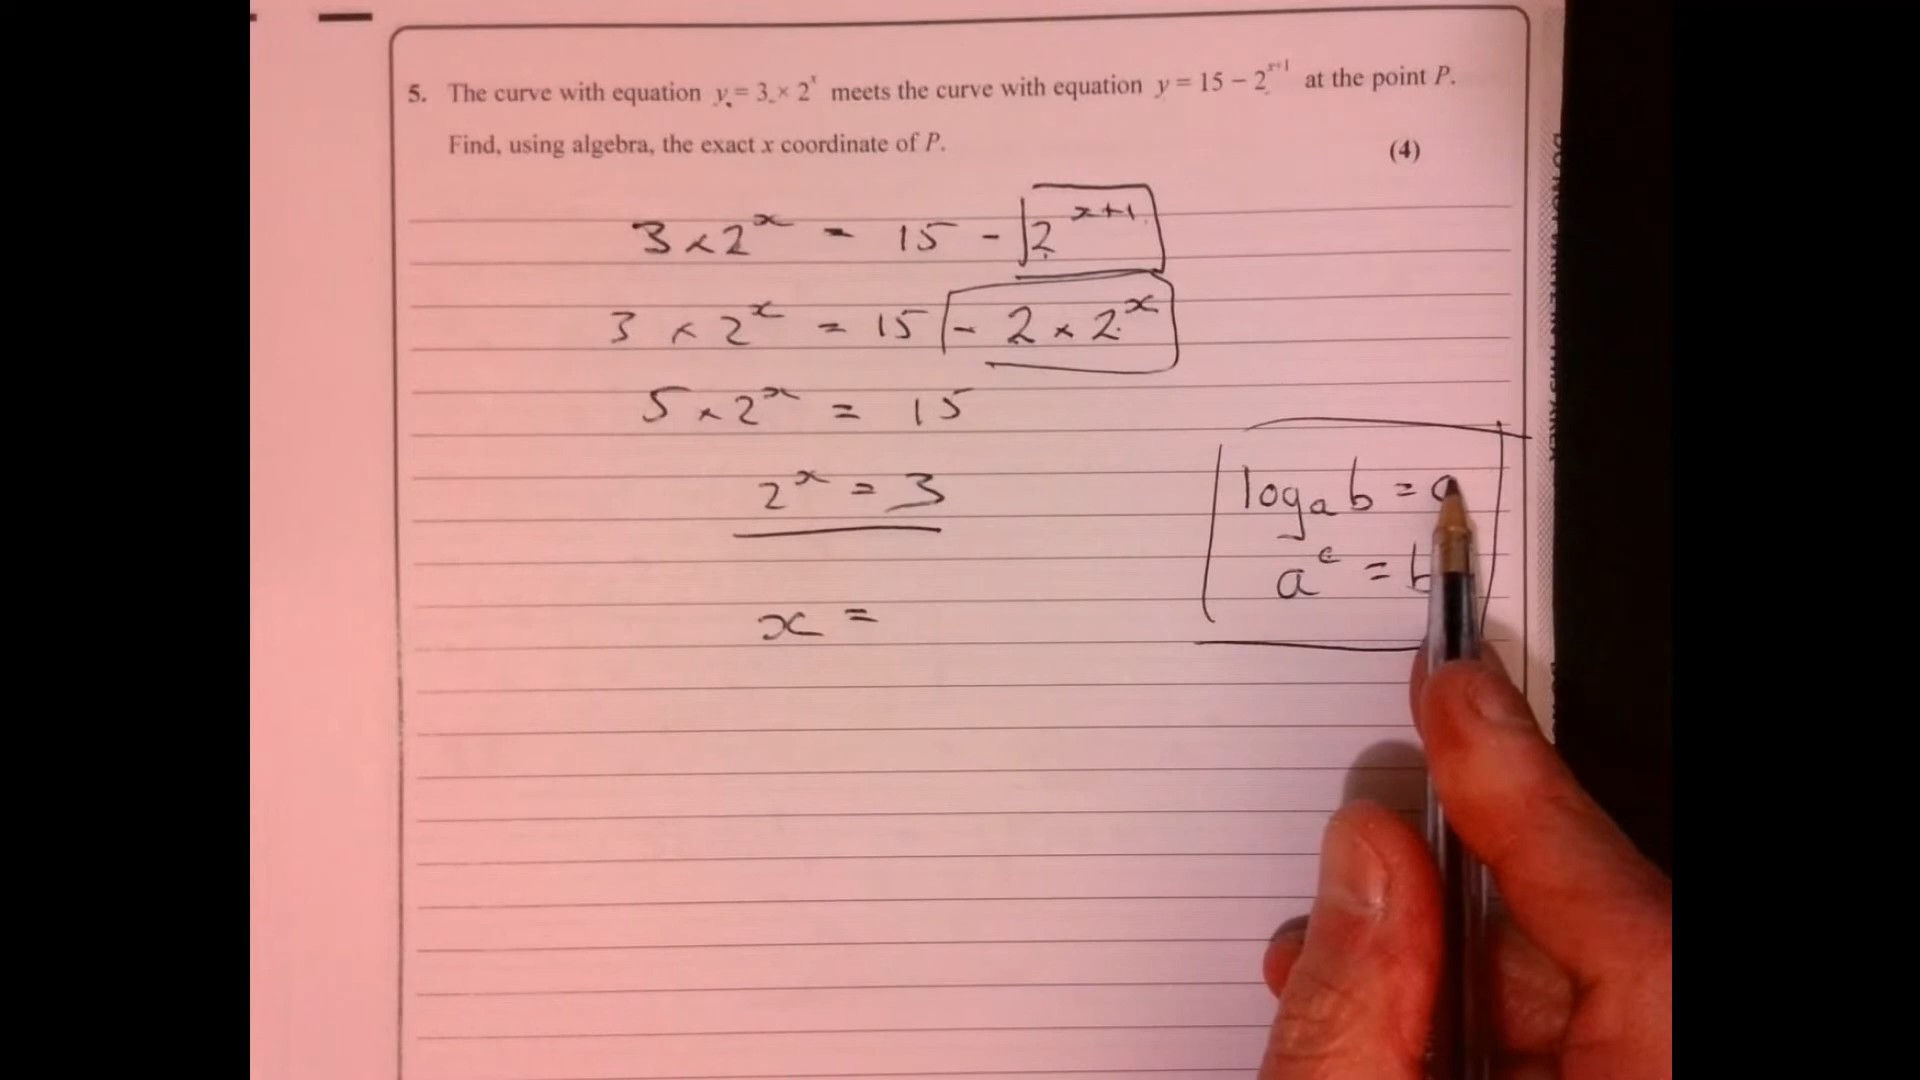 5. The curve with equation y = 3 × 2^x meets the curve with equation y = 15 − 2^{x+1} at the point P.
Find, using algebra, the exact x coordinate of P.
(4)
3 × 2^x = 15 - 2^{x+1}
3 × 2^x = 15 - 2 × 2^x
5 × 2^x = 15
2^x = 3
x =
log_a b =
a^c = b